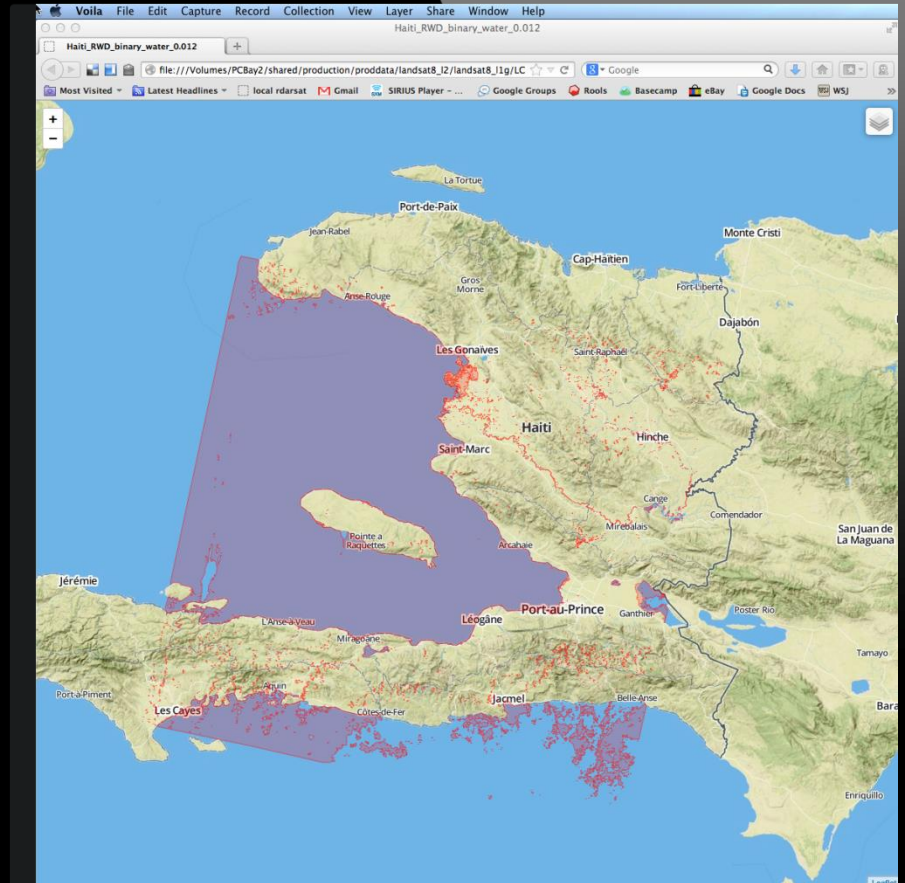 Voila File Edit Capture Record Collection View Layer Share Window Help
Haiti_RWD_binary_water_0.012
Haiti_RWD_binary_water_0.012 +
file:///Volumes/PCBay2/shared/production/proddata/landsat8_l2/landsat8_l1g/LC Google
Most Visited Latest Headlines local rdarsat Gmail SIRIUS Player - ... Google Groups Rools Basecamp eBay Google Docs WSJ »
+
−
La Tortue
Port-de-Paix
Jean-Rabel
Monte Cristi
Cap-Haïtien
Gros
Morne
Fort-Liberté
Anse-Rouge
Dajabón
Les Gonaïves
Saint-Raphaël
Haiti
Hinche
Saint-Marc
Cange
Comendador
Mirebalais
San Juan de
La Maguana
Pointe a
Raquettes
Arcahaie
Jérémie
Port-au-Prince
Poster Rio
Ganthier
L'Anse-à-Veau
Léogâne
Miragoâne
Tamayo
Port-à-Piment
Aquin
Jacmel
Belle-Anse
Les Cayes
Côtes-de-Fer
Bara
Enriquillo
Leaflet